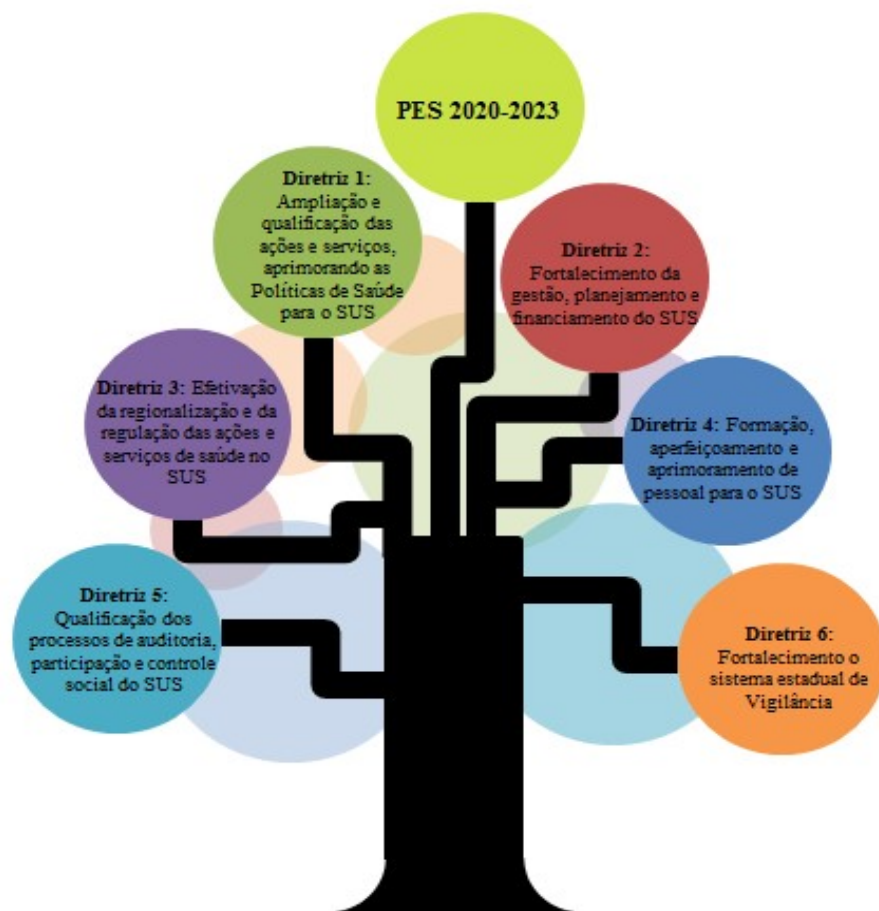 PES 2020-2023
Diretriz 1:
Ampliação e
qualificação das
ações e serviços,
aprimorando as
Políticas de Saúde
para o SUS
Diretriz 2:
Fortalecimento da
gestão, planejamento e
financiamento do SUS
Diretriz 3: Efetivação
da regionalização e da
regulação das ações e
serviços de saúde no
SUS
Diretriz 4: Formação,
aperfeiçoamento e
aprimoramento de
pessoal para o SUS
Diretriz 5:
Qualificação dos
processos de auditoria,
participação e controle
social do SUS
Diretriz 6:
Fortalecimento o
sistema estadual de
Vigilância